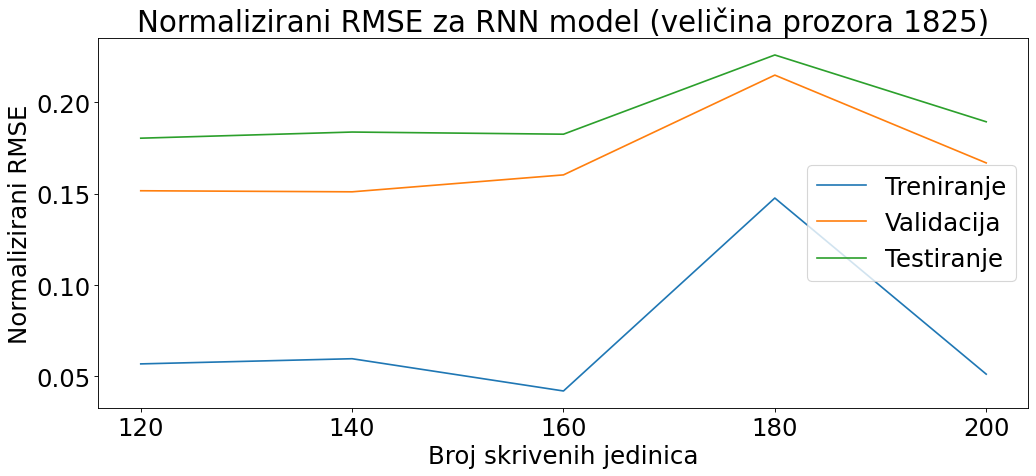 Normalizirani RMSE za RNN model (veličina prozora 1825)
Normalizirani RMSE
0.20
0.15
0.10
0.05
Treniranje
Validacija
Testiranje
120 140 160 180 200
Broj skrivenih jedinica